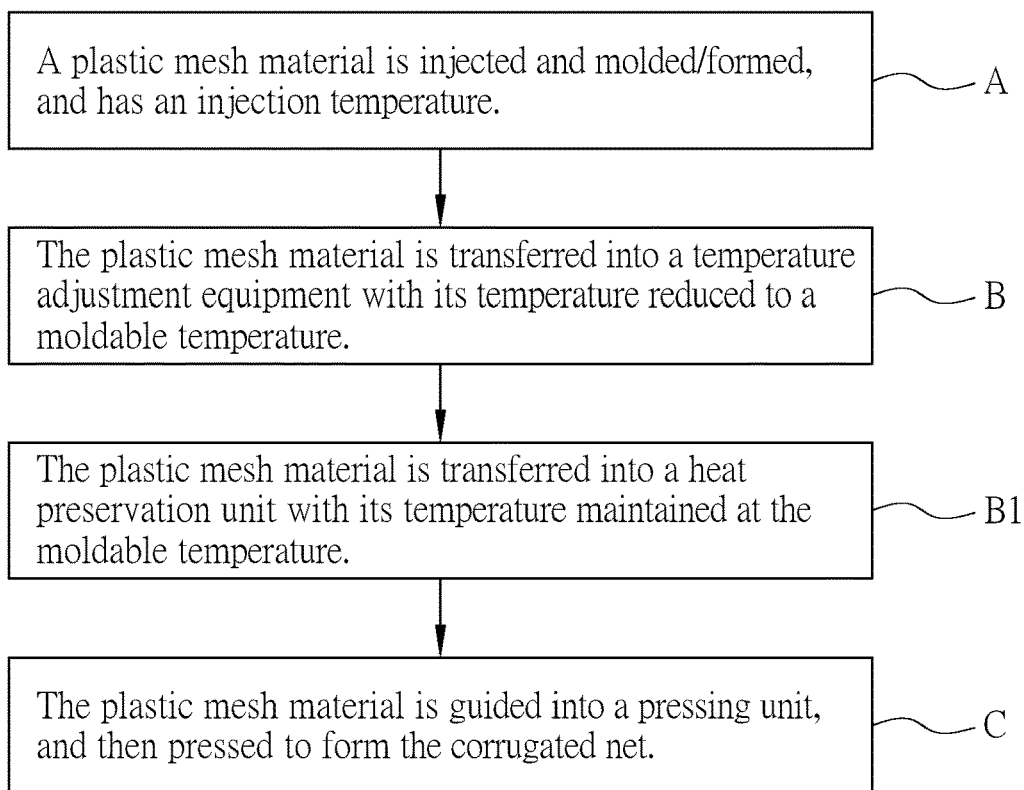 A plastic mesh material is injected and molded/formed,
and has an injection temperature.
A
The plastic mesh material is transferred into a temperature
adjustment equipment with its temperature reduced to a
moldable temperature.
B
The plastic mesh material is transferred into a heat
preservation unit with its temperature maintained at the
moldable temperature.
B1
The plastic mesh material is guided into a pressing unit,
and then pressed to form the corrugated net.
C